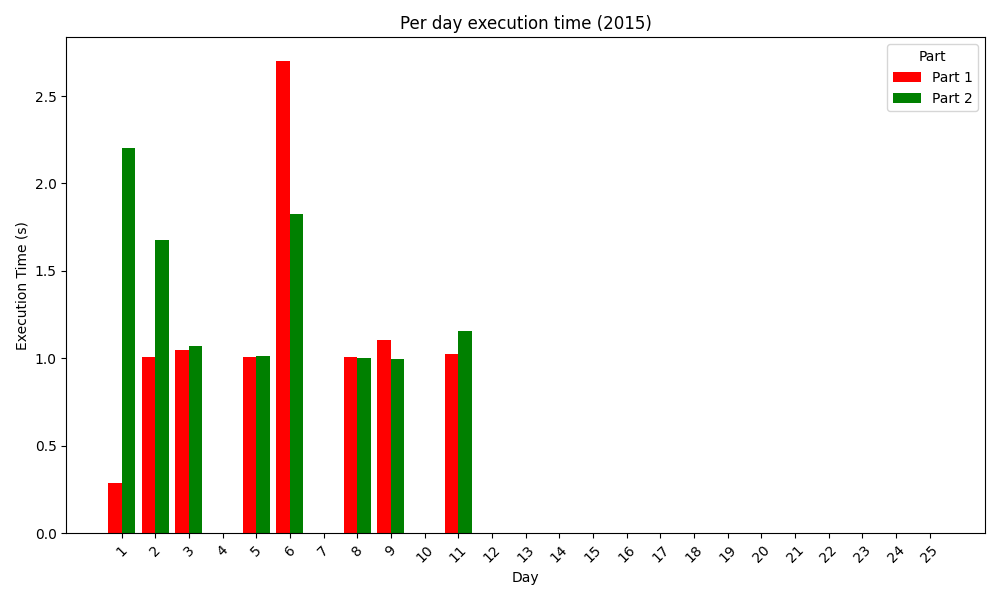 Per day execution time (2015)
Part
Part 1
Part 2
Execution Time (s)
2.5
2.0
1.5
1.0
0.5
0.0
1 2 3 4 5 6 7 8 9 10 11 12 13 14 15 16 17 18 19 20 21 22 23 24 25
Day